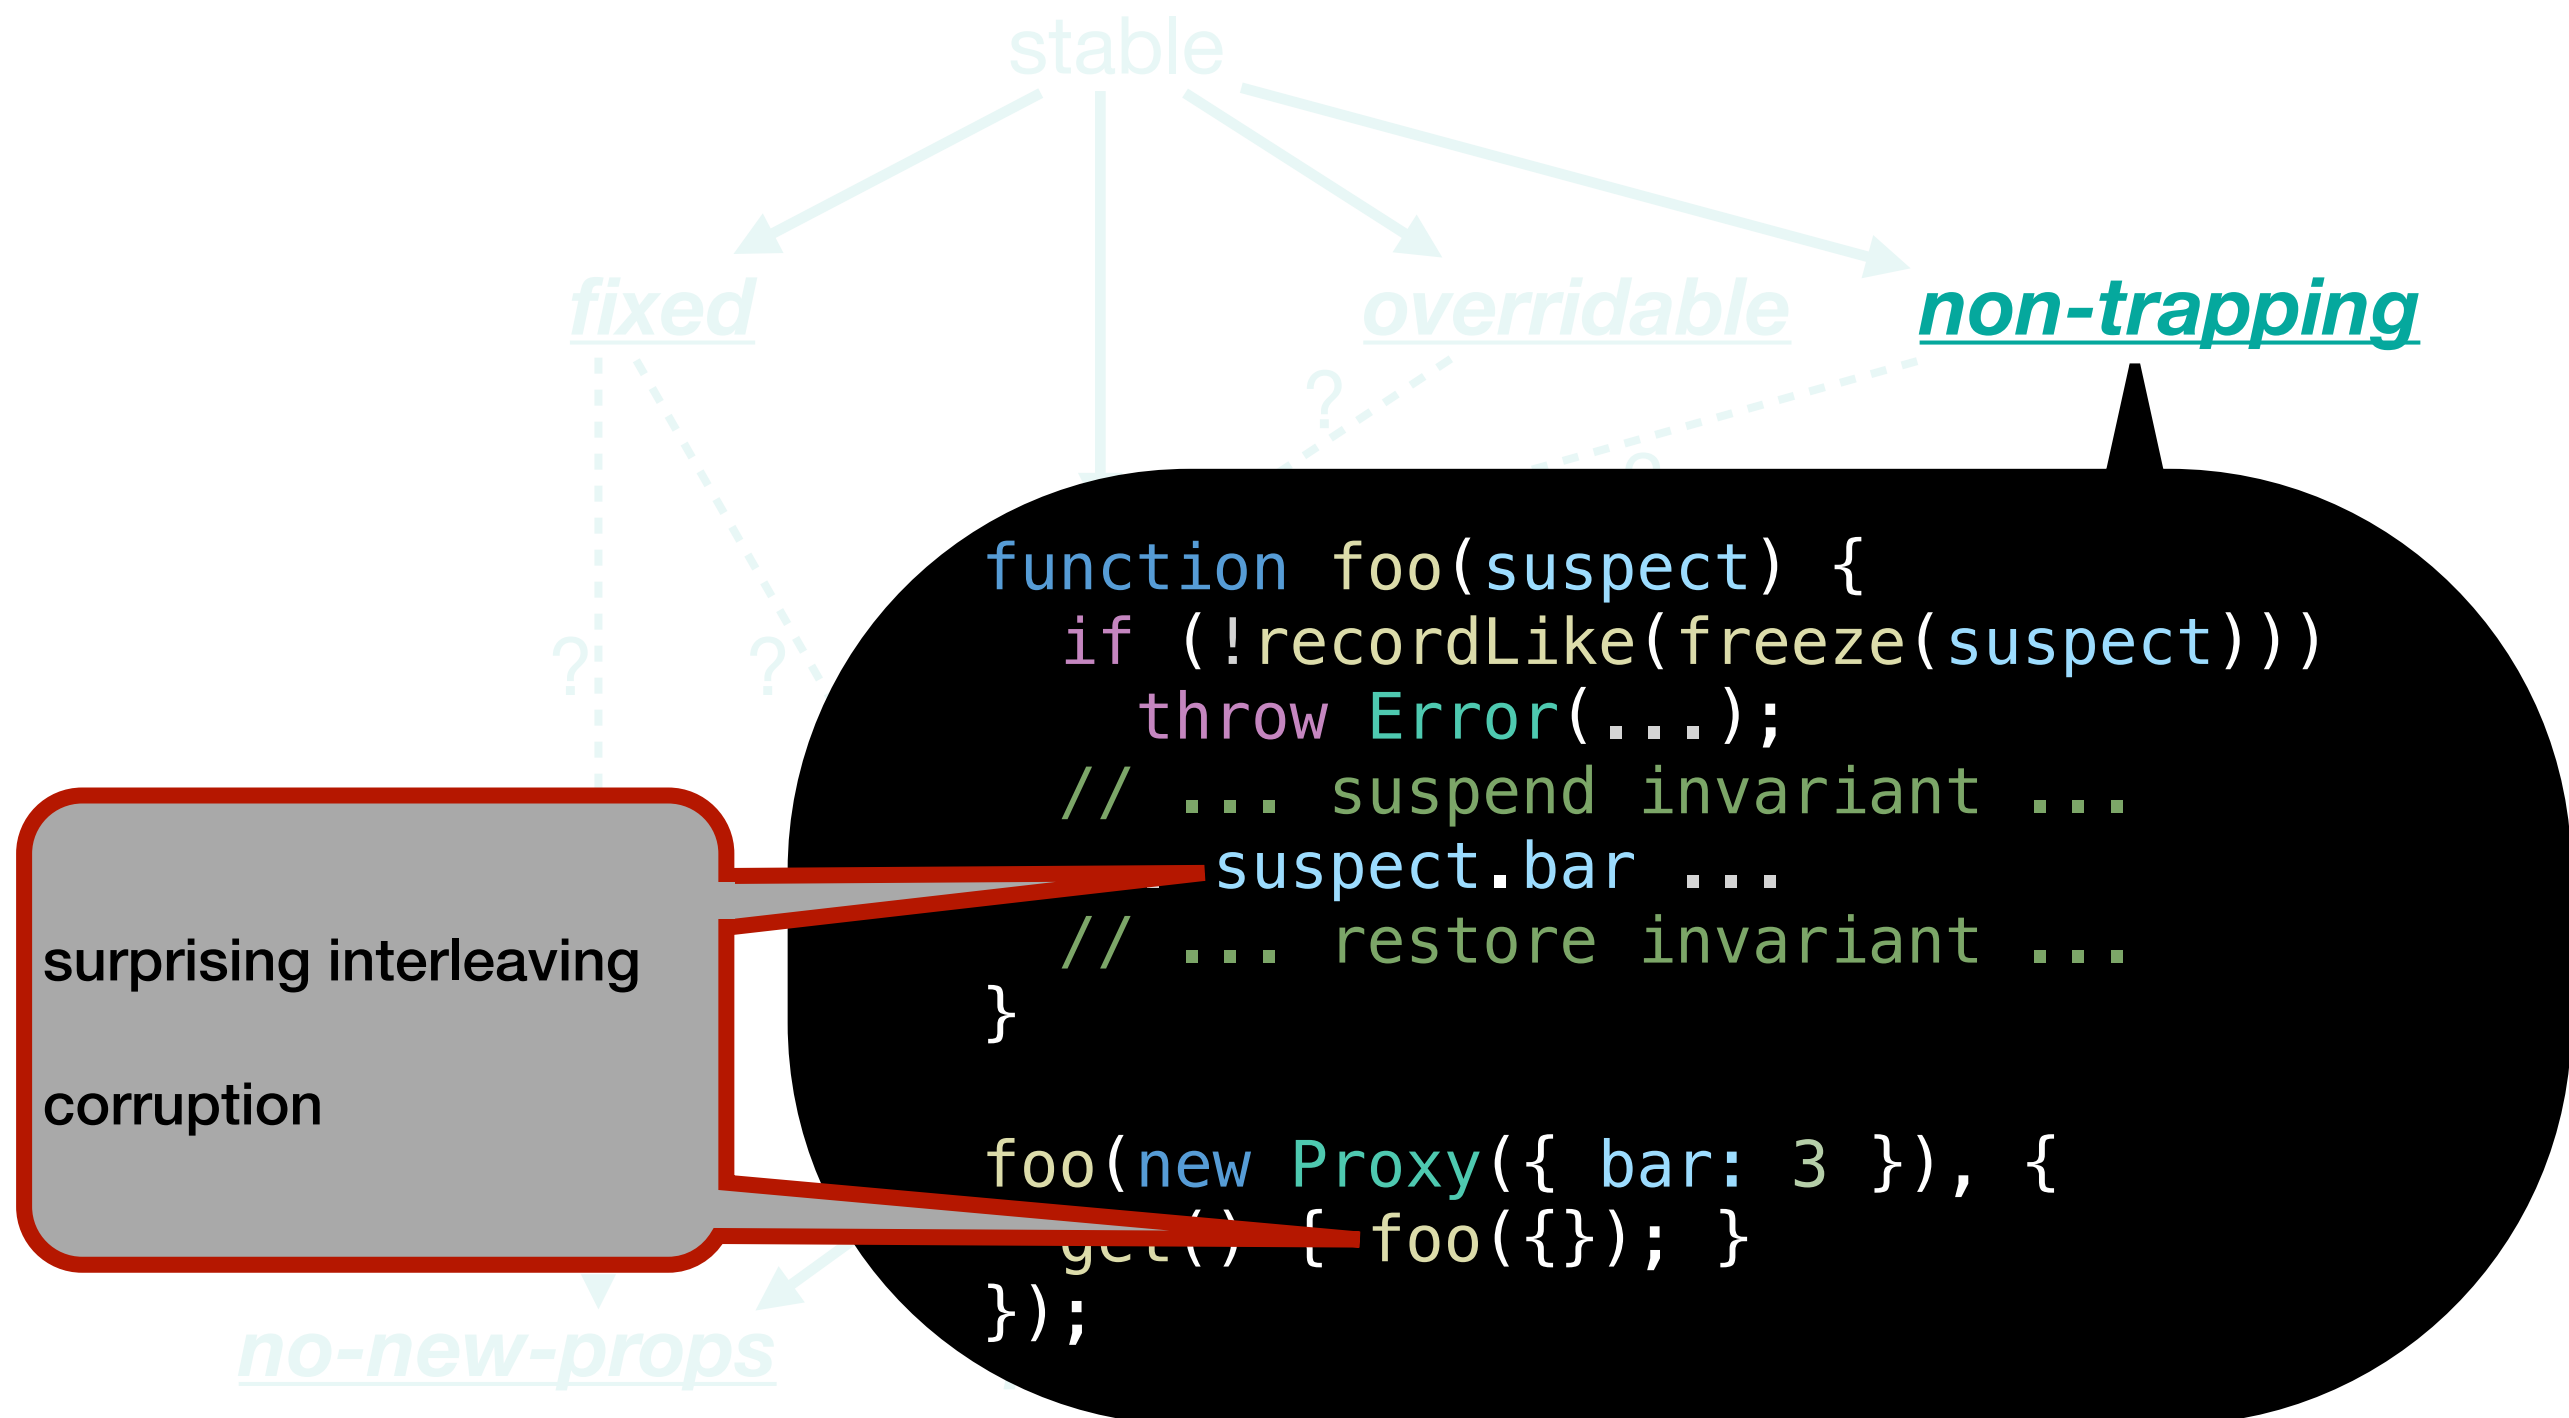 stable
fixed
overridable
non-trapping
?
?
?
?
function foo(suspect) {
if (!recordLike(freeze(suspect)))
throw Error(...);
// ... suspend invariant ...
suspect.bar ...
// ... restore invariant ...
}
surprising interleaving
corruption
foo(new Proxy({ bar: 3 }), {
get() { foo({}); }
});
no-new-props